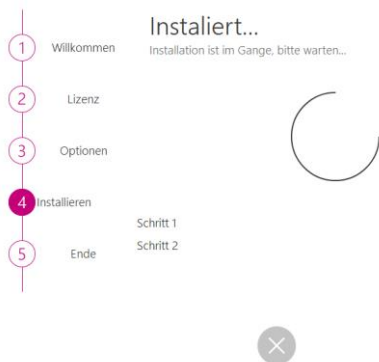 Instaliert...
Installation ist im Gange, bitte warten...
1 Willkommen
2 Lizenz
3 Optionen
4 Installieren
5 Ende
Schritt 1
Schritt 2